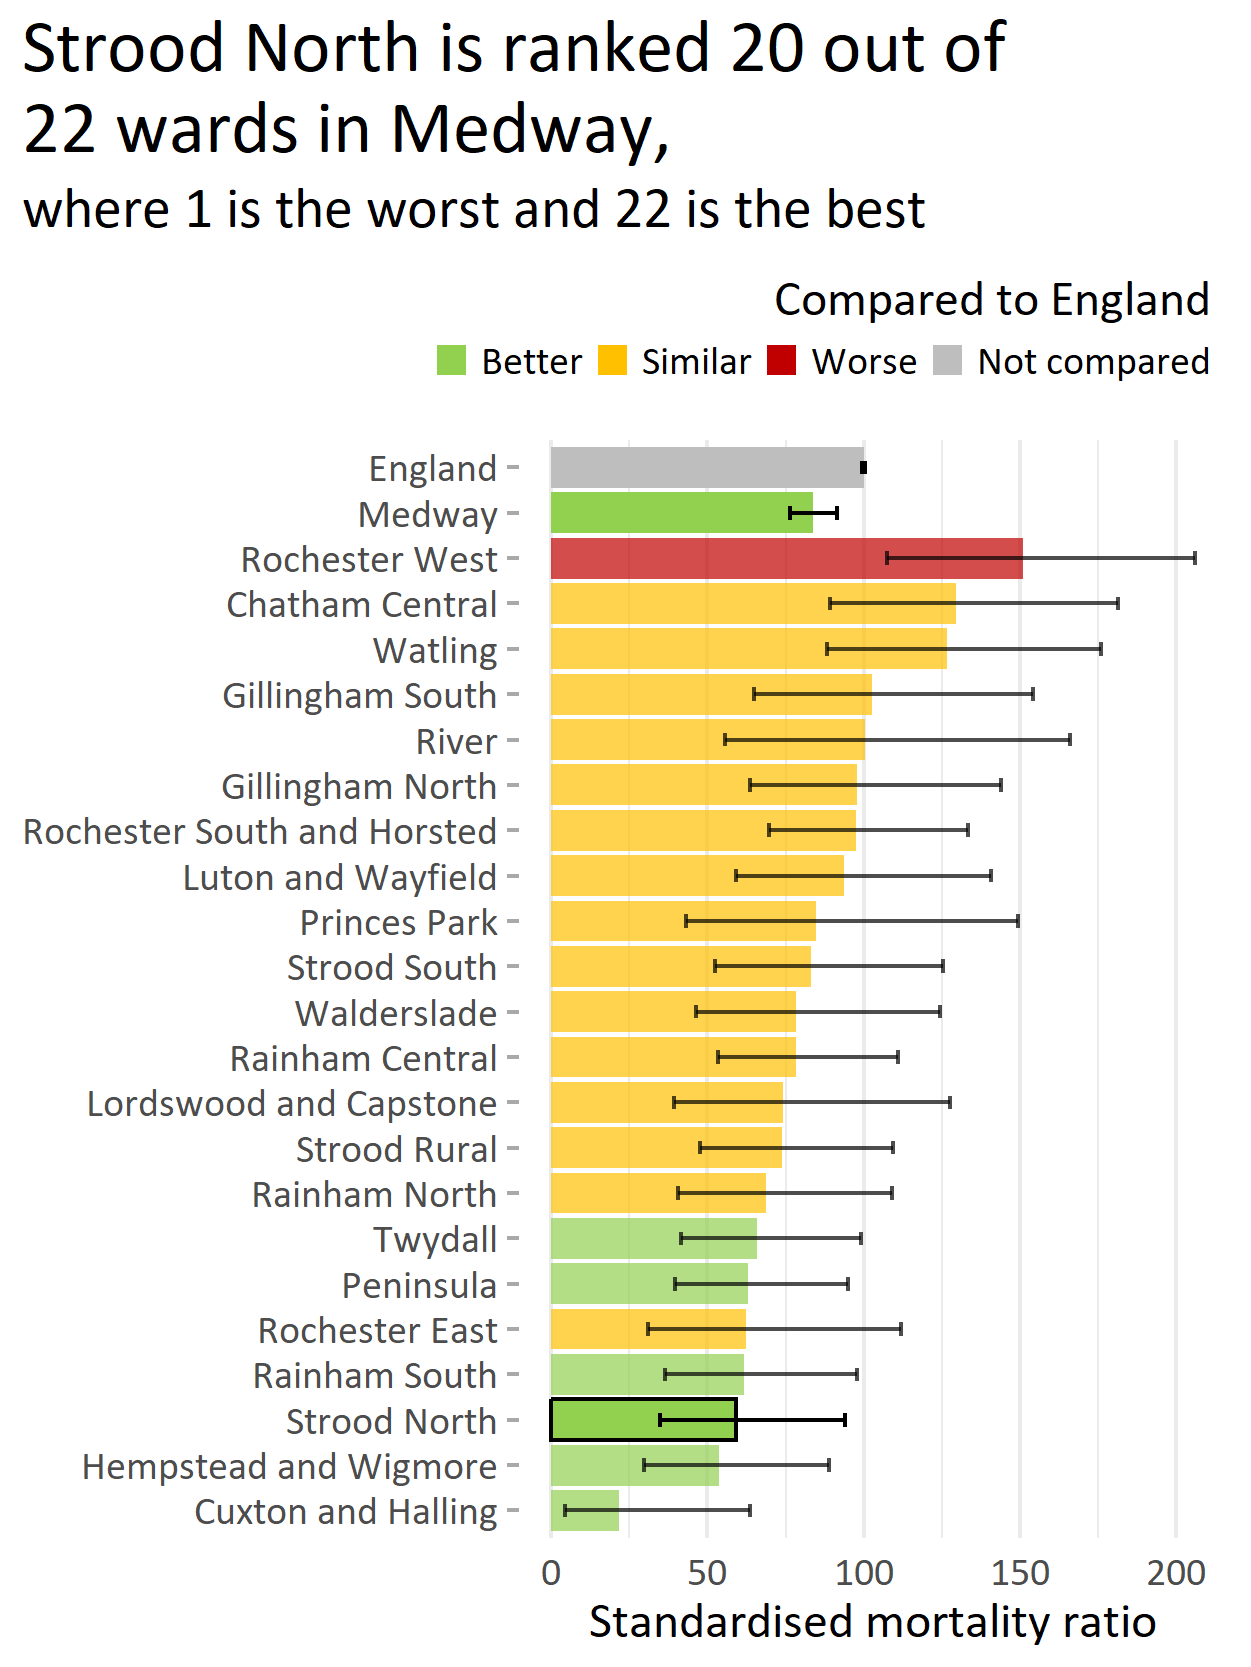 Strood North is ranked 20 out of
22 wards in Medway,
where 1 is the worst and 22 is the best
Compared to England
Better Similar Worse Not compared
England
Medway
Rochester West
Chatham Central
Watling
Gillingham South
River
Gillingham North
Rochester South and Horsted
Luton and Wayfield
Princes Park
Strood South
Walderslade
Rainham Central
Lordswood and Capstone
Strood Rural
Rainham North
Twydall
Peninsula
Rochester East
Rainham South
Strood North
Hempstead and Wigmore
Cuxton and Halling
0 50 100 150 200
Standardised mortality ratio